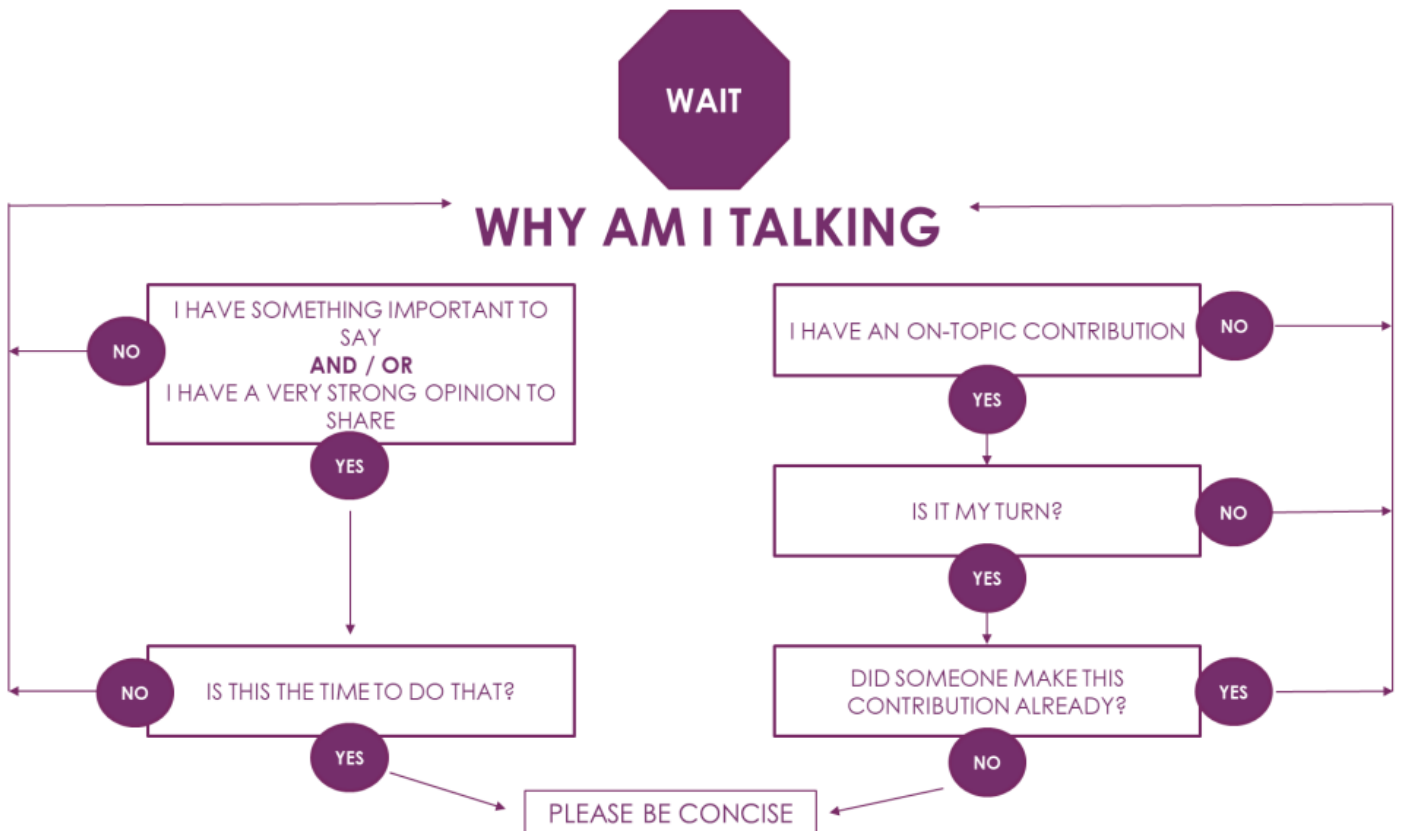 WAIT
WHY AM I TALKING
I HAVE SOMETHING IMPORTANT TO
SAY
AND / OR
I HAVE A VERY STRONG OPINION TO
SHARE
NO
YES
IS THIS THE TIME TO DO THAT?
NO
YES
I HAVE AN ON-TOPIC CONTRIBUTION
NO
YES
IS IT MY TURN?
NO
YES
DID SOMEONE MAKE THIS
CONTRIBUTION ALREADY?
YES
NO
PLEASE BE CONCISE